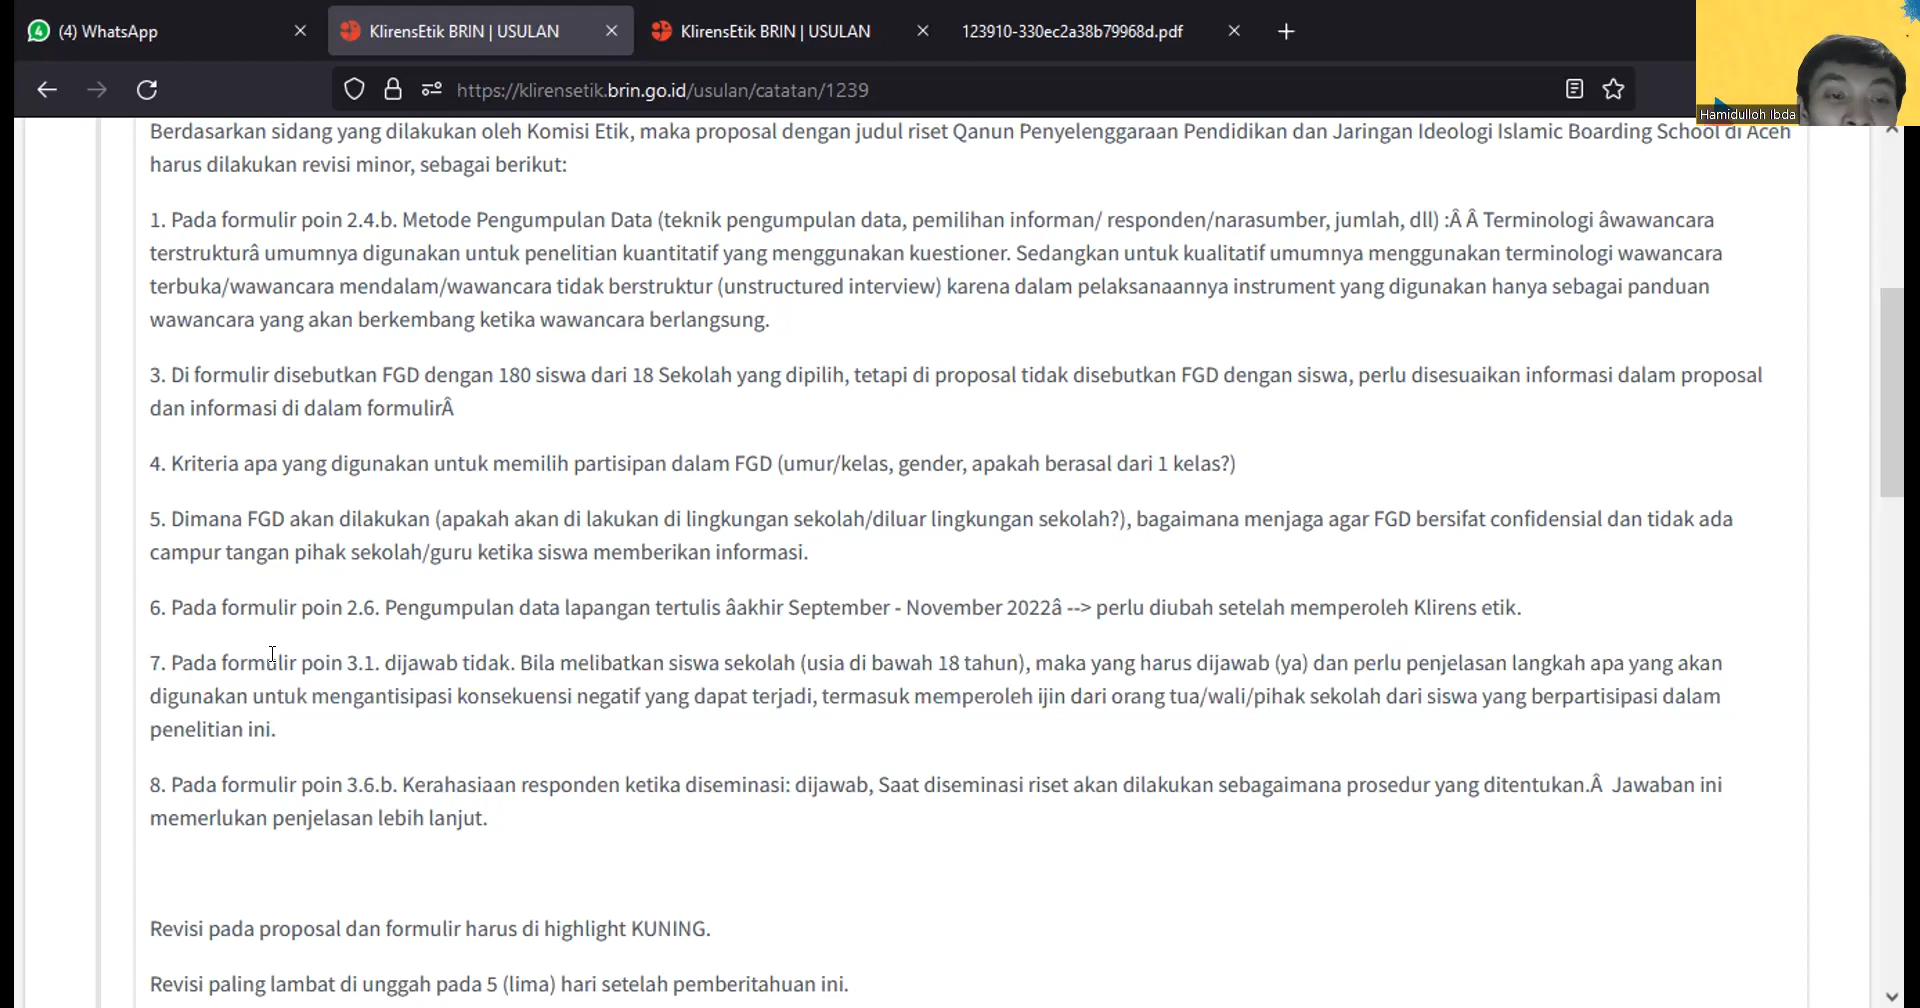 (4) WhatsApp
KlirensEtik BRIN | USULAN
KlirensEtik BRIN | USULAN
123910-330ec2a38b79968d.pdf
https://klirensetik.brin.go.id/usulan/catatan/1239
Hamidulloh Ibda
Berdasarkan sidang yang dilakukan oleh Komisi Etik, maka proposal dengan judul riset Qanun Penyelenggaraan Pendidikan dan Jaringan Ideologi Islamic Boarding School di Aceh
harus dilakukan revisi minor, sebagai berikut:
1. Pada formulir poin 2.4.b. Metode Pengumpulan Data (teknik pengumpulan data, pemilihan informan/ responden/narasumber, jumlah, dll) :Â Â Terminologi âwawancara
terstrukturâ umumnya digunakan untuk penelitian kuantitatif yang menggunakan kuestioner. Sedangkan untuk kualitatif umumnya menggunakan terminologi wawancara
terbuka/wawancara mendalam/wawancara tidak berstruktur (unstructured interview) karena dalam pelaksanaannya instrument yang digunakan hanya sebagai panduan
wawancara yang akan berkembang ketika wawancara berlangsung.
3. Di formulir disebutkan FGD dengan 180 siswa dari 18 Sekolah yang dipilih, tetapi di proposal tidak disebutkan FGD dengan siswa, perlu disesuaikan informasi dalam proposal
dan informasi di dalam formulirÂ
4. Kriteria apa yang digunakan untuk memilih partisipan dalam FGD (umur/kelas, gender, apakah berasal dari 1 kelas?)
5. Dimana FGD akan dilakukan (apakah akan di lakukan di lingkungan sekolah/diluar lingkungan sekolah?), bagaimana menjaga agar FGD bersifat confidensial dan tidak ada
campur tangan pihak sekolah/guru ketika siswa memberikan informasi.
6. Pada formulir poin 2.6. Pengumpulan data lapangan tertulis âakhir September - November 2022â --> perlu diubah setelah memperoleh Klirens etik.
7. Pada formulir poin 3.1. dijawab tidak. Bila melibatkan siswa sekolah (usia di bawah 18 tahun), maka yang harus dijawab (ya) dan perlu penjelasan langkah apa yang akan
digunakan untuk mengantisipasi konsekuensi negatif yang dapat terjadi, termasuk memperoleh ijin dari orang tua/wali/pihak sekolah dari siswa yang berpartisipasi dalam
penelitian ini.
8. Pada formulir poin 3.6.b. Kerahasiaan responden ketika diseminasi: dijawab, Saat diseminasi riset akan dilakukan sebagaimana prosedur yang ditentukan.Â Jawaban ini
memerlukan penjelasan lebih lanjut.
Revisi pada proposal dan formulir harus di highlight KUNING.
Revisi paling lambat di unggah pada 5 (lima) hari setelah pemberitahuan ini.